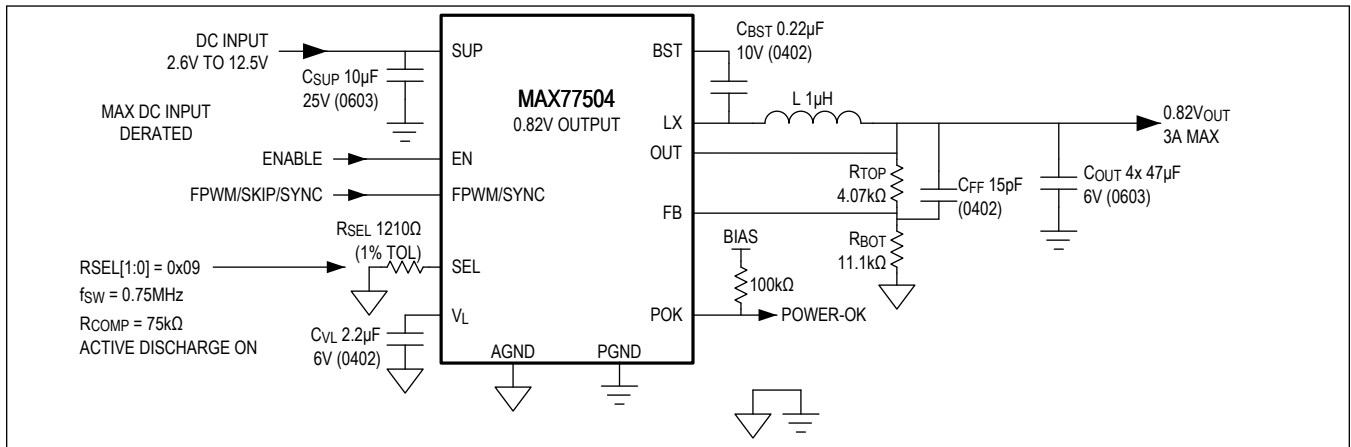 DC INPUT
2.6V TO 12.5V
CSUP 10µF
25V (0603)
MAX DC INPUT
DERATED
ENABLE
FPWM/SKIP/SYNC
RSEL 1210Ω
(1% TOL)
RSEL[1:0] = 0x09
fSW = 0.75MHz
RCOMP = 75kΩ
ACTIVE DISCHARGE ON
CVL 2.2µF
6V (0402)
SUP
EN
FPWM/SYNC
SEL
VL
MAX77504
0.82V OUTPUT
AGND
PGND
BST
LX
OUT
FB
POK
CBST 0.22µF
10V (0402)
L 1µH
0.82VOUT
3A MAX
RTOP
4.07kΩ
CFF 15pF
(0402)
COUT 4x 47µF
6V (0603)
RBOT
11.1kΩ
BIAS
100kΩ
POWER-OK